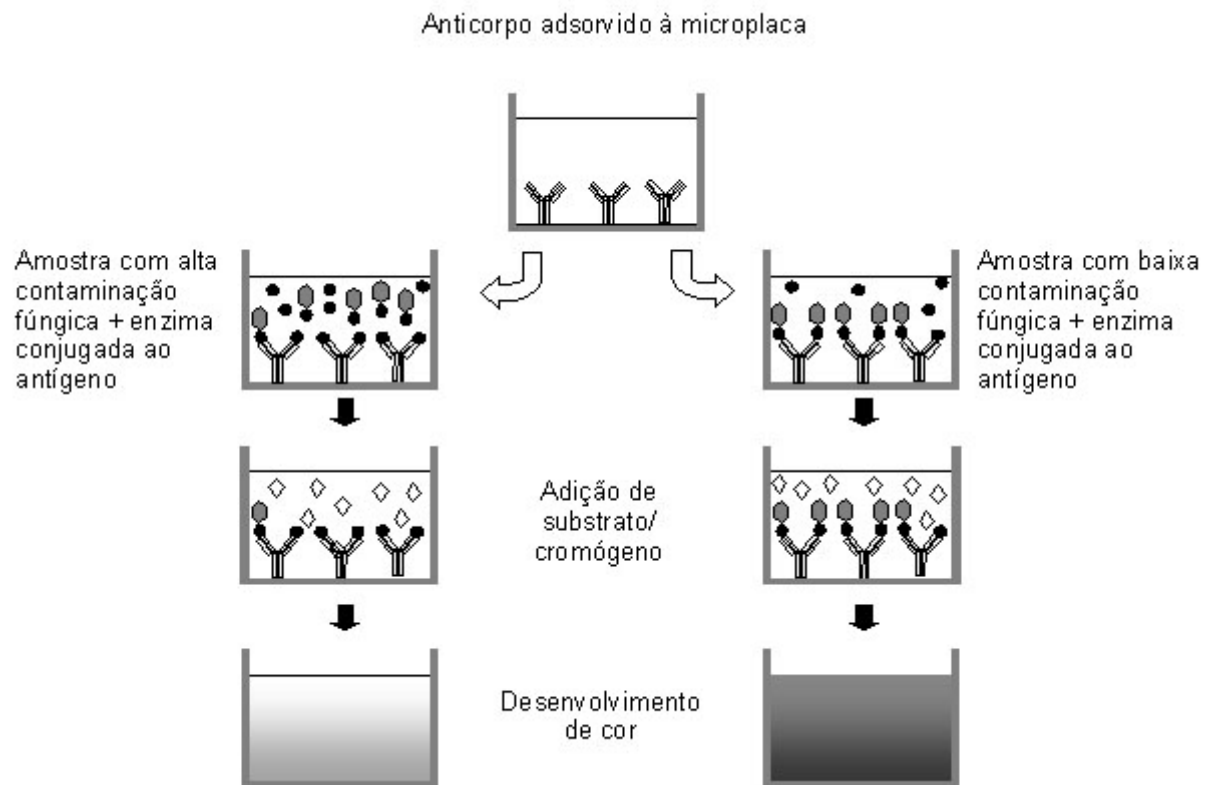 Anticorpo adsorvido à microplaca
Amostra com alta
contaminação
fúngica + enzima
conjugada ao
antígeno
Amostra com baixa
contaminação
fúngica + enzima
conjugada ao
antígeno
Adição de
substrato/
cromógeno
Desenvolvimento
de cor